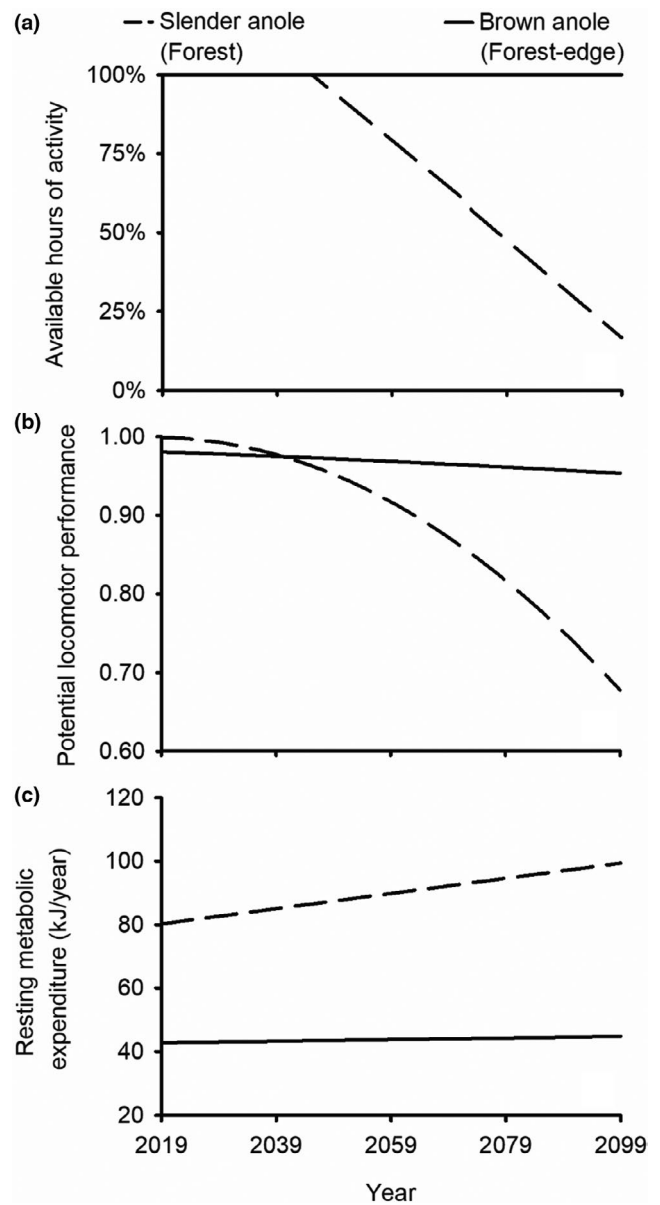 (a)
Slender anole
(Forest)
Brown anole
(Forest-edge)
100%
75%
50%
25%
0%
Available hours of activity
(b)
1.00
0.90
0.80
0.70
0.60
Potential locomotor performance
(c)
120
100
80
60
40
20
Resting metabolic
expenditure (kJ/year)
2019 2039 2059 2079 2099
Year